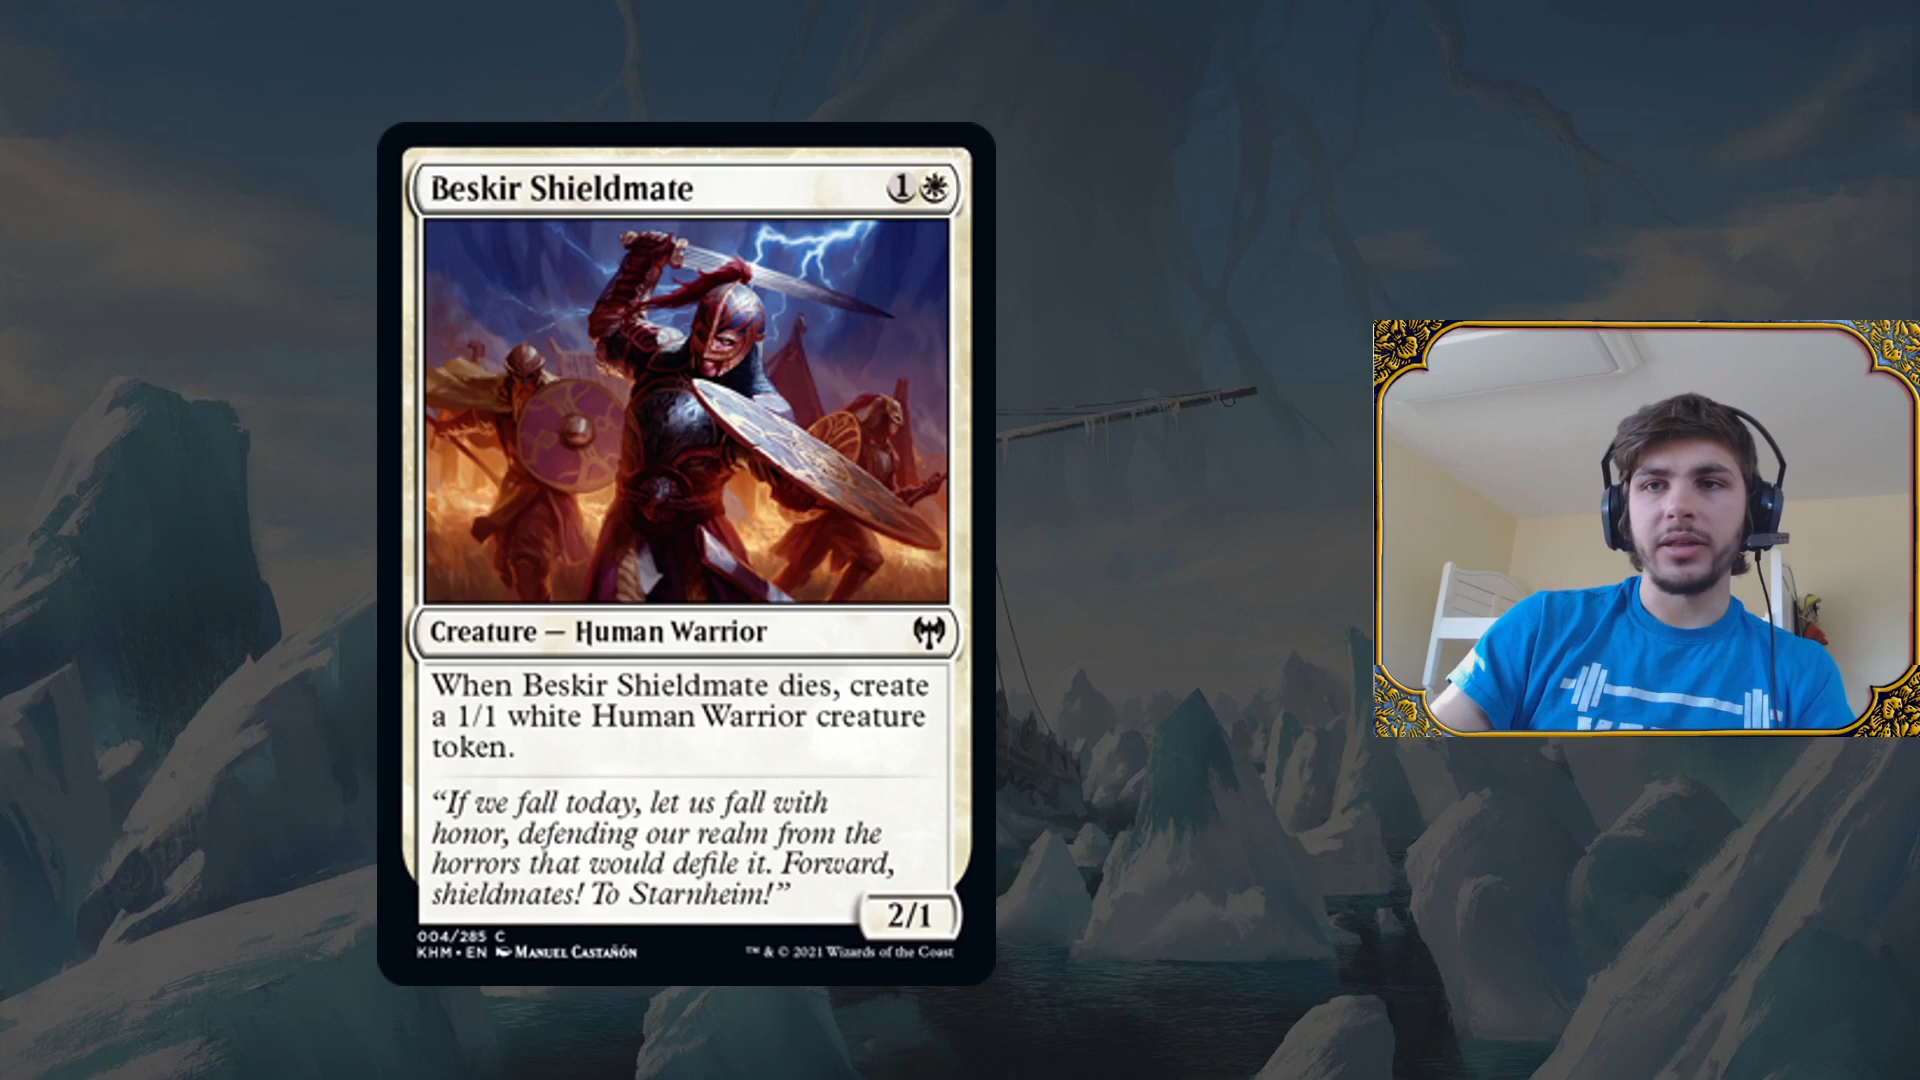 Beskir Shieldmate 1
Creature — Human Warrior
When Beskir Shieldmate dies, create
a 1/1 white Human Warrior creature
token.
“If we fall today, let us fall with
honor, defending our realm from the
horrors that would defile it. Forward,
shieldmates! To Starnheim!”
2/1
004/285 C
KHM • EN Manuel Castañón
™ & © 2021 Wizards of the Coast